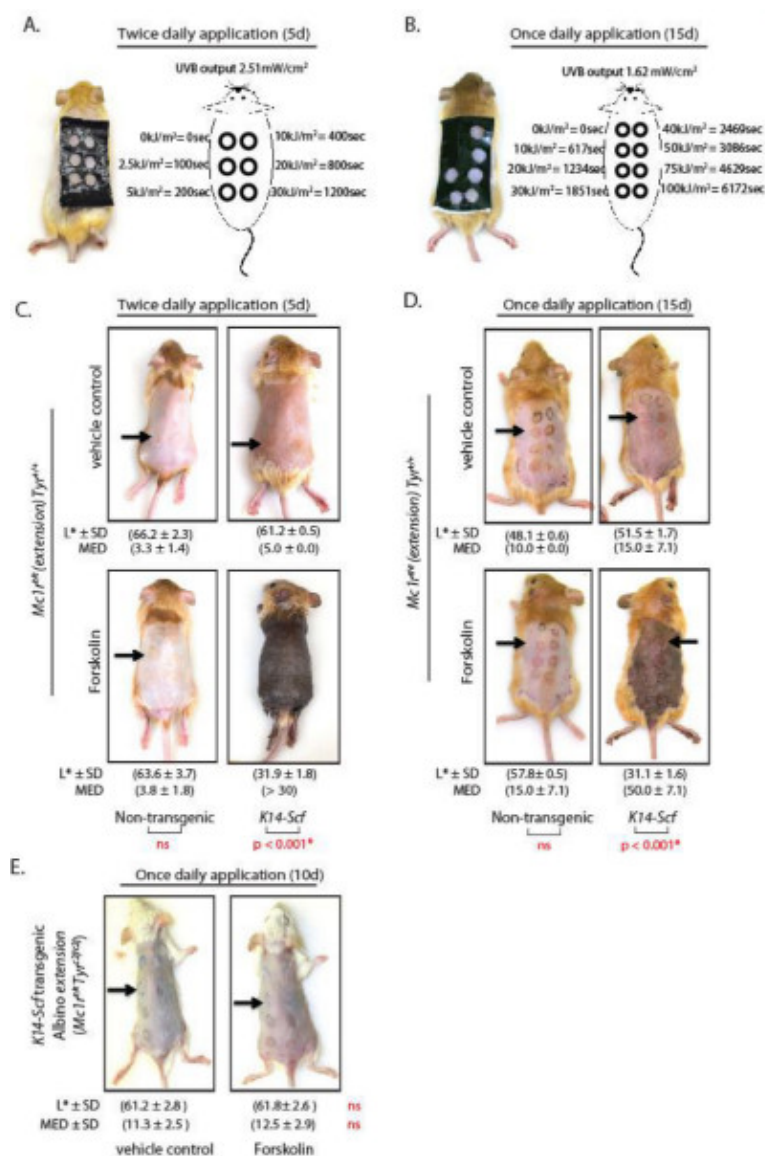 A.
Twice daily application (5d)
UVB output 2.51mW/cm²
0kJ/m² = 0sec
2.5kJ/m² = 100sec
5kJ/m² = 200sec
10kJ/m² = 400sec
20kJ/m² = 800sec
30kJ/m² = 1200sec
B.
Once daily application (15d)
UVB output 1.62 mW/cm²
0kJ/m² = 0sec
10kJ/m² = 617sec
20kJ/m² = 1234sec
30kJ/m² = 1851sec
40kJ/m² = 2469sec
50kJ/m² = 3086sec
75kJ/m² = 4629sec
100kJ/m² = 6172sec
C.
Twice daily application (5d)
Mc1r^e/e (extension) Tyr^+/+
vehicle control
L* ± SD (66.2 ± 2.3) (61.2 ± 0.5)
MED (3.3 ± 1.4) (5.0 ± 0.0)
Forskolin
L* ± SD (63.6 ± 3.7) (31.9 ± 1.8)
MED (3.8 ± 1.8) (> 30)
Non-transgenic K14-Scf
ns p < 0.001*
D.
Once daily application (15d)
Mc1r^e/e (extension) Tyr^+/+
vehicle control
L* ± SD (48.1 ± 0.6) (51.5 ± 1.7)
MED (10.0 ± 0.0) (15.0 ± 7.1)
Forskolin
L* ± SD (57.8± 0.5) (31.1 ± 1.6)
MED (15.0 ± 7.1) (50.0 ± 7.1)
Non-transgenic K14-Scf
ns p < 0.001*
E.
Once daily application (10d)
K14-Scf transgenic
Albino extension
L* ± SD (61.2 ± 2.8 ) (61.8± 2.6 ) ns
MED ± SD (11.3 ± 2.5 ) (12.5 ± 2.9 ) ns
vehicle control Forskolin